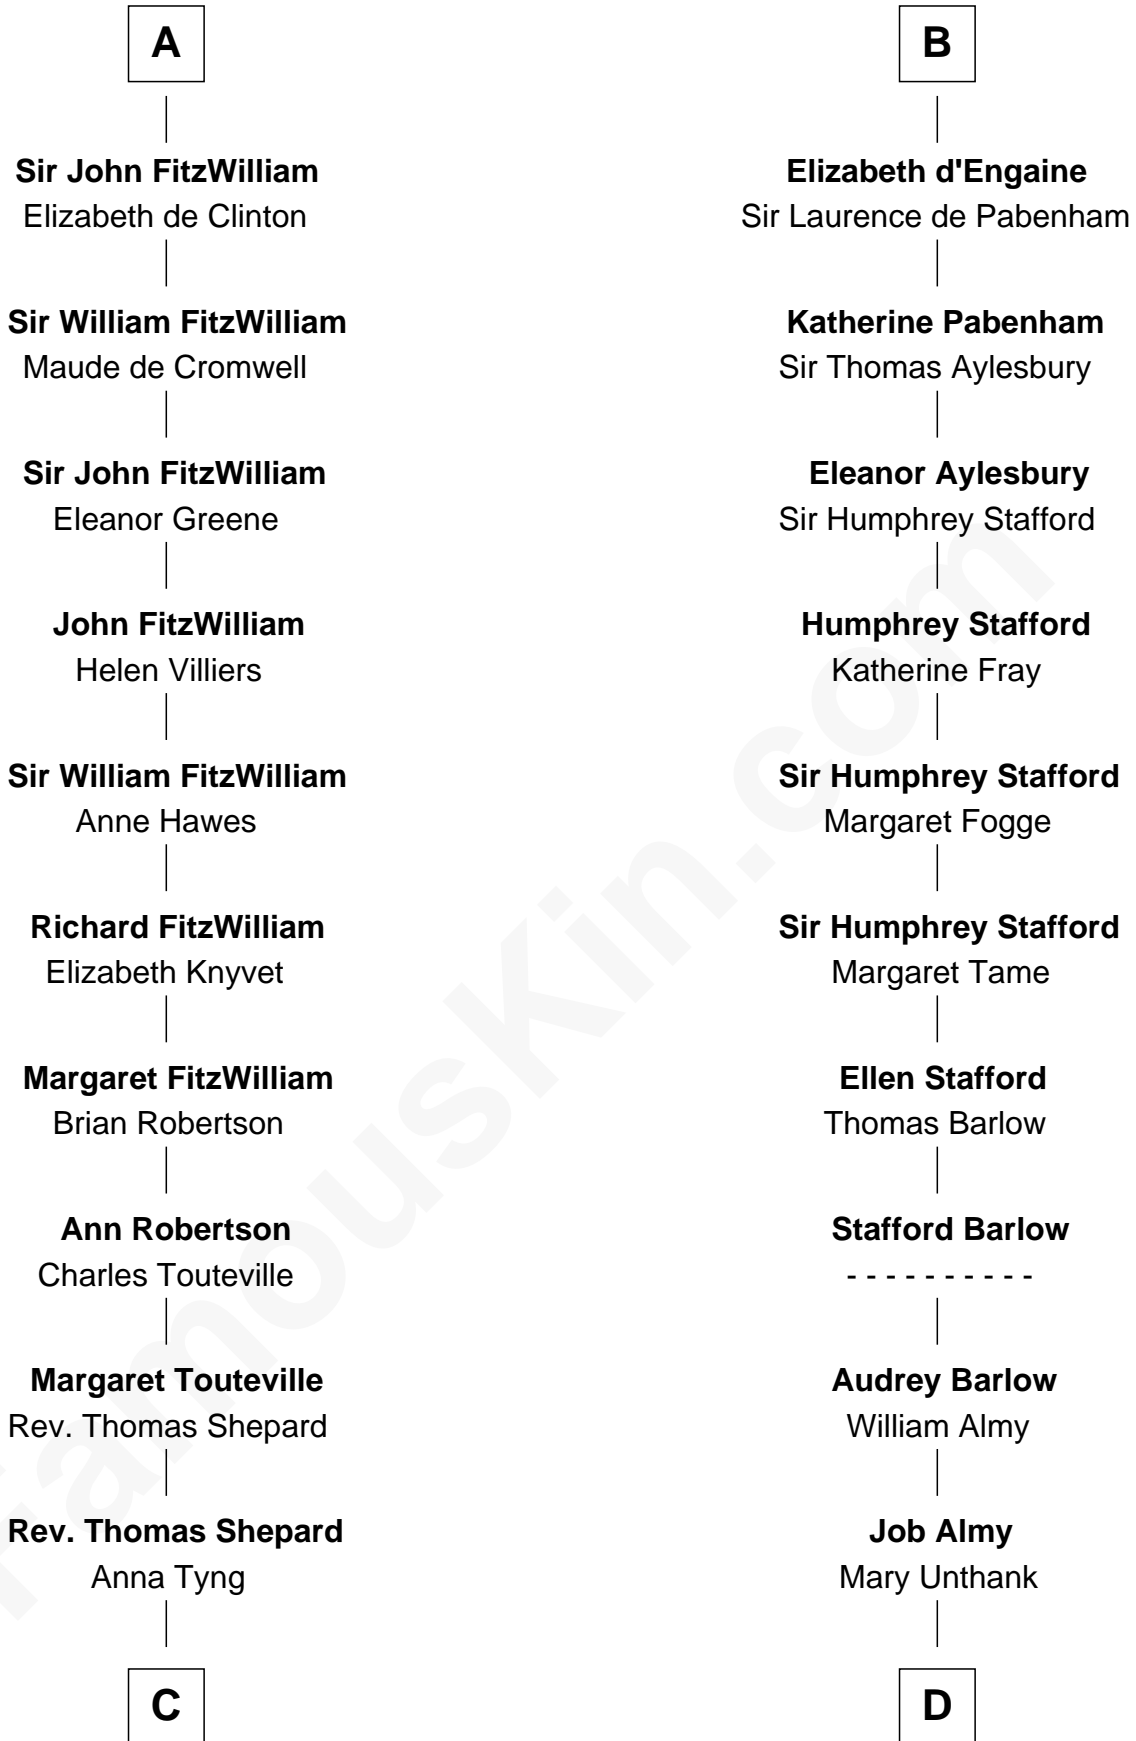 A
Sir John FitzWilliam
Elizabeth de Clinton
Sir William FitzWilliam
Maude de Cromwell
Sir John FitzWilliam
Eleanor Greene
John FitzWilliam
Helen Villiers
Sir William FitzWilliam
Anne Hawes
Richard FitzWilliam
Elizabeth Knyvet
Margaret FitzWilliam
Brian Robertson
Ann Robertson
Charles Touteville
Margaret Touteville
Rev. Thomas Shepard
Rev. Thomas Shepard
Anna Tyng
C
B
Elizabeth d'Engaine
Sir Laurence de Pabenham
Katherine Pabenham
Sir Thomas Aylesbury
Eleanor Aylesbury
Sir Humphrey Stafford
Humphrey Stafford
Katherine Fray
Sir Humphrey Stafford
Margaret Fogge
Sir Humphrey Stafford
Margaret Tame
Ellen Stafford
Thomas Barlow
Stafford Barlow
- - - - - - - - - -
Audrey Barlow
William Almy
Job Almy
Mary Unthank
D
FamousKin.com